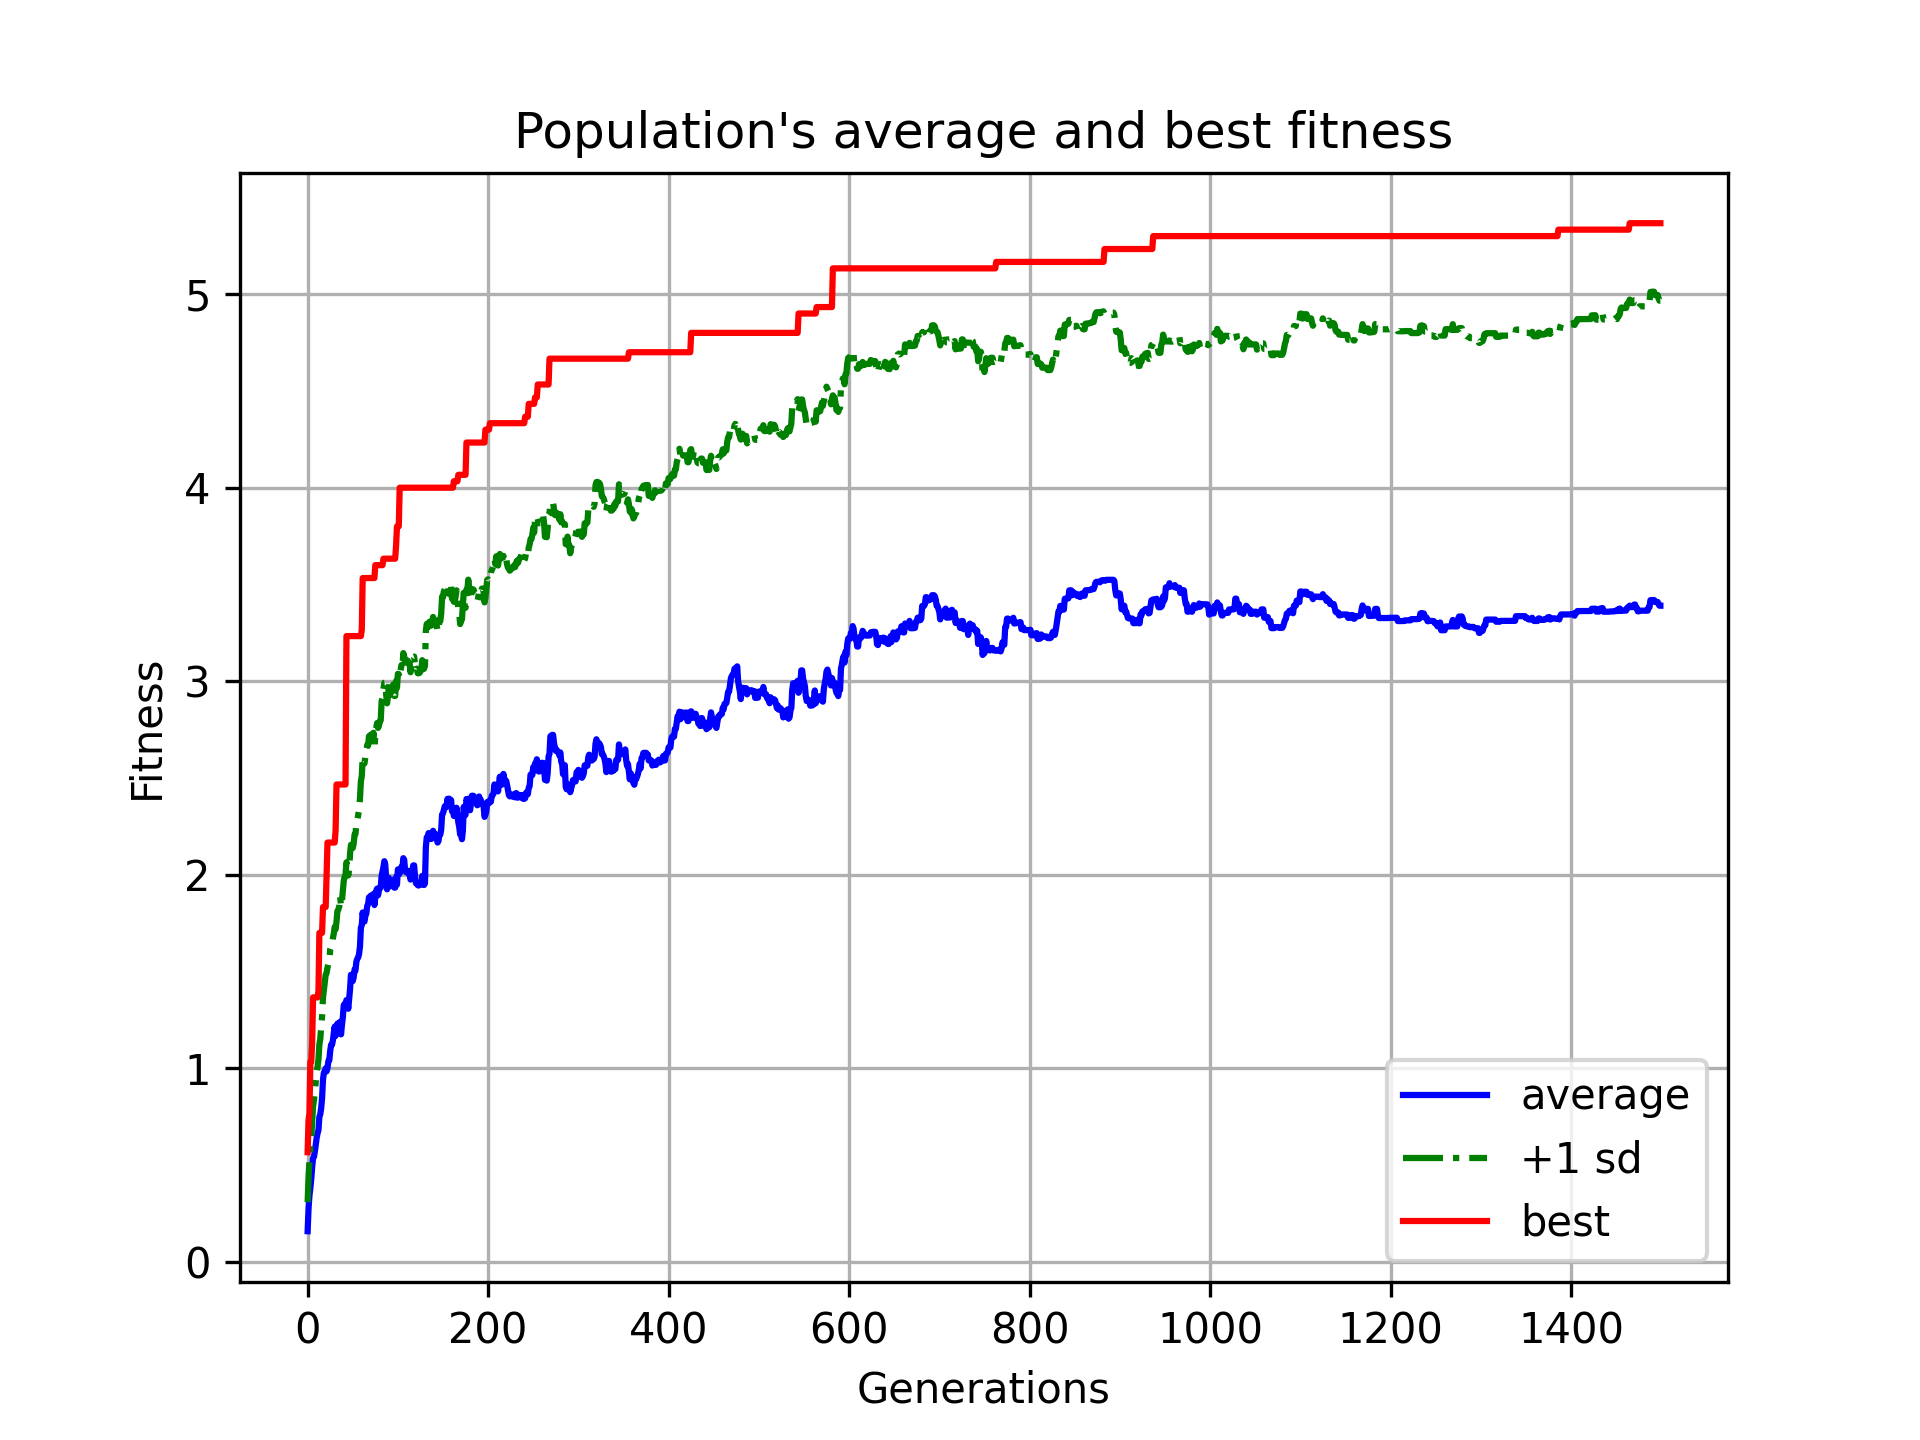 Population's average and best fitness
Fitness
5
4
3
2
1
0
0 200 400 600 800 1000 1200 1400
Generations
average
+1 sd
best